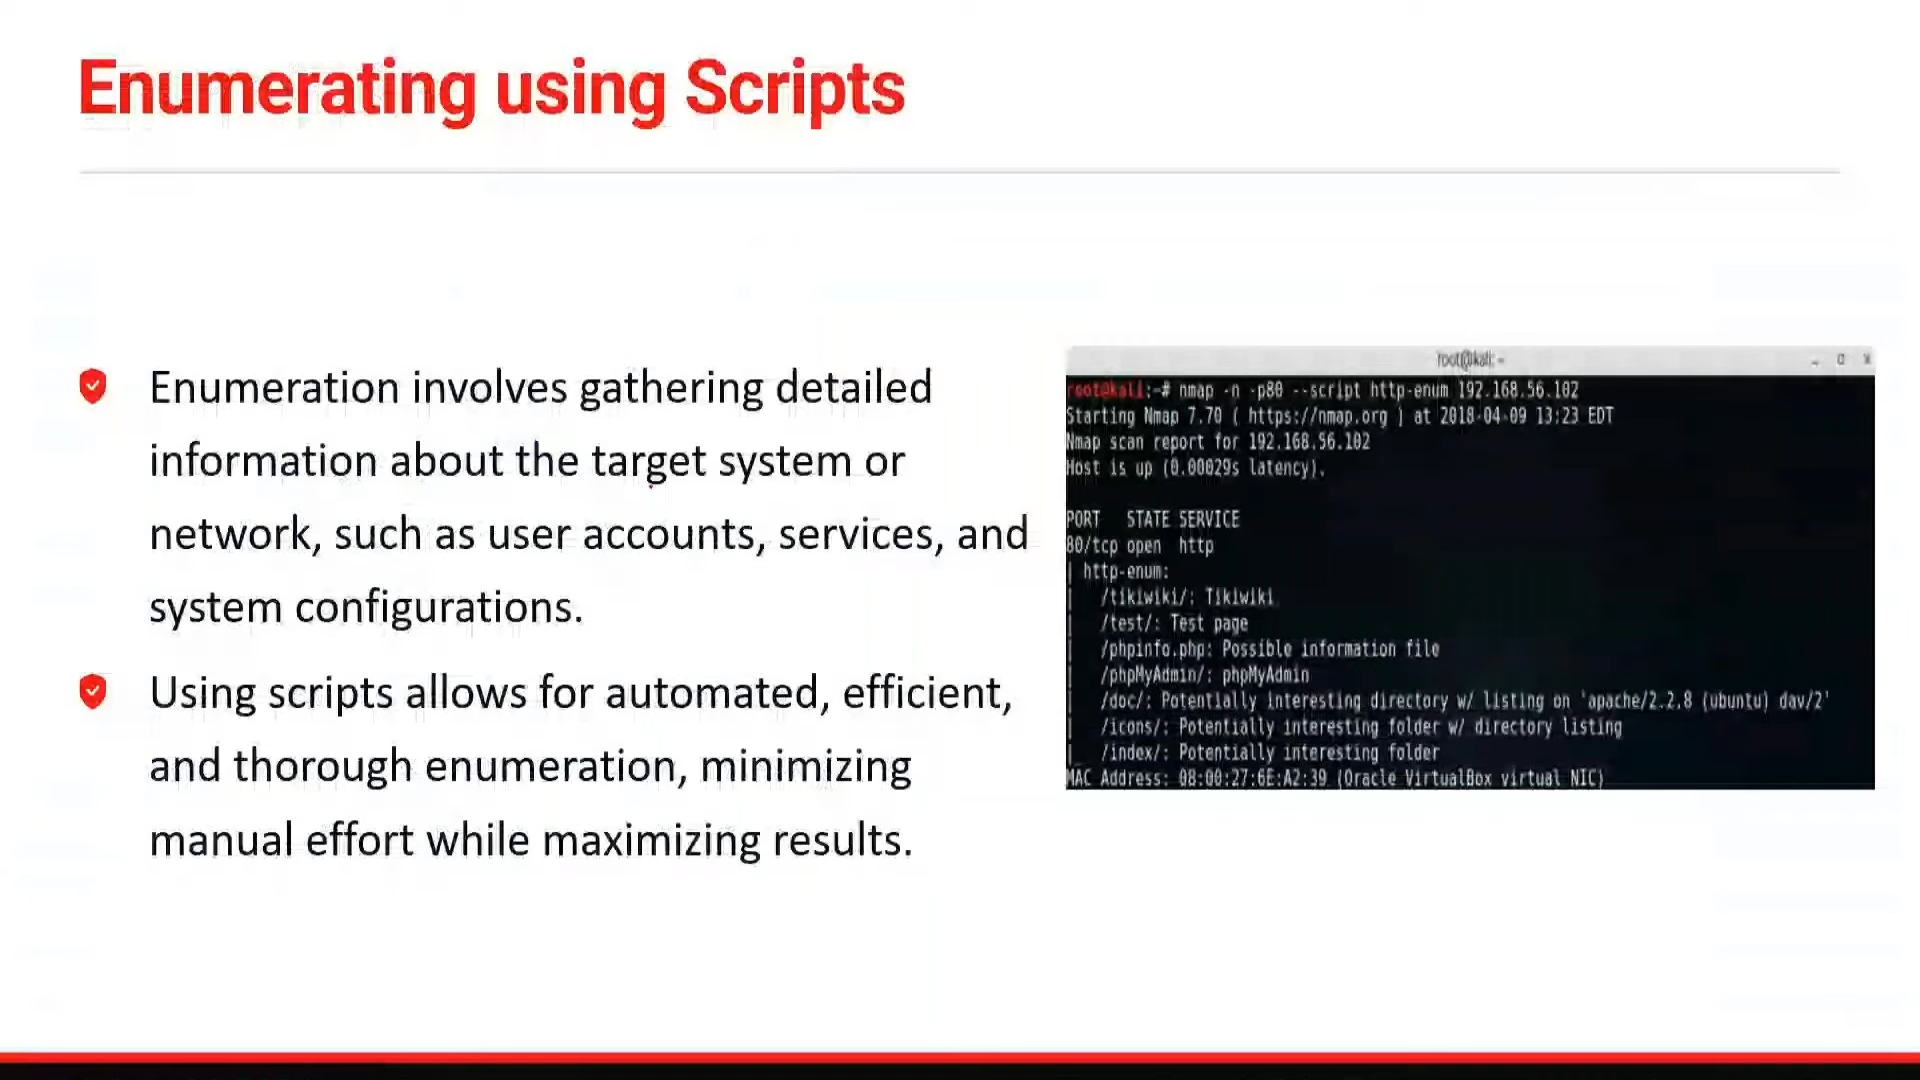 Enumerating using Scripts
Enumeration involves gathering detailed
information about the target system or
network, such as user accounts, services, and
system configurations.
Using scripts allows for automated, efficient,
and thorough enumeration, minimizing
manual effort while maximizing results.
root@kali: ~
root@kali:~# nmap -n -p80 --script http-enum 192.168.56.102
Starting Nmap 7.70 ( https://nmap.org ) at 2018-04-09 13:23 EDT
Nmap scan report for 192.168.56.102
Host is up (0.00029s latency).
PORT   STATE SERVICE
80/tcp open  http
| http-enum:
|   /tikiwiki/: Tikiwiki
|   /test/: Test page
|   /phpinfo.php: Possible information file
|   /phpMyAdmin/: phpMyAdmin
|   /doc/: Potentially interesting directory w/ listing on 'apache/2.2.8 (ubuntu) dav/2'
|   /icons/: Potentially interesting folder w/ directory listing
|_  /index/: Potentially interesting folder
MAC Address: 08:00:27:6E:A2:39 (Oracle VirtualBox virtual NIC)